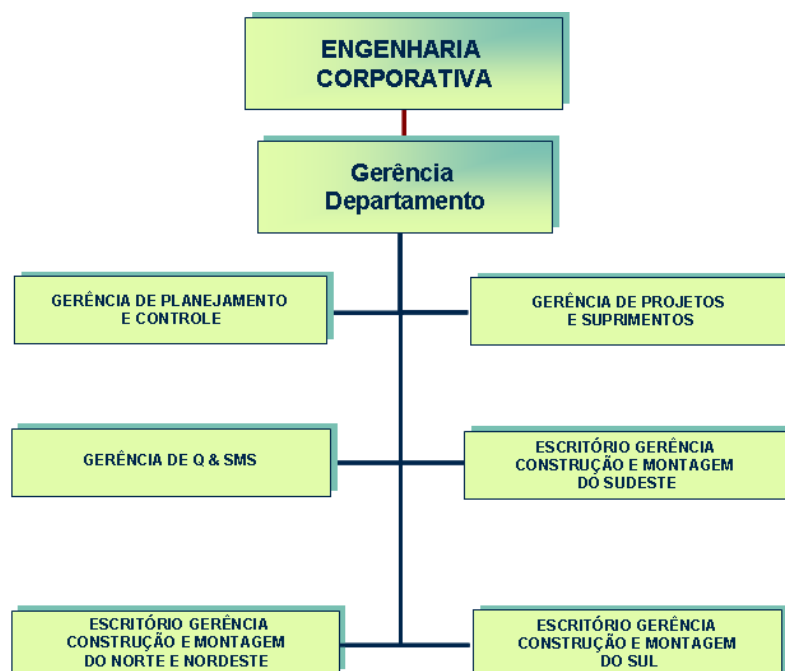 ENGENHARIA
CORPORATIVA
Gerência
Departamento
GERÊNCIA DE PLANEJAMENTO
E CONTROLE
GERÊNCIA DE PROJETOS
E SUPRIMENTOS
GERÊNCIA DE Q & SMS
ESCRITÓRIO GERÊNCIA
CONSTRUÇÃO E MONTAGEM
DO SUDESTE
ESCRITÓRIO GERÊNCIA
CONSTRUÇÃO E MONTAGEM
DO NORTE E NORDESTE
ESCRITÓRIO GERÊNCIA
CONSTRUÇÃO E MONTAGEM
DO SUL